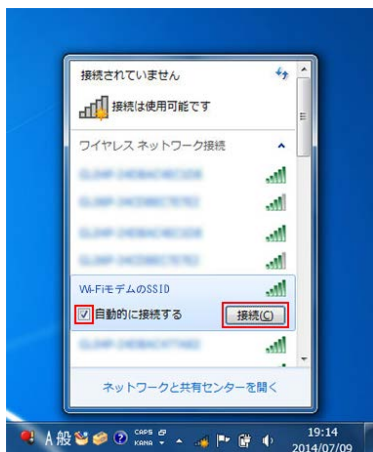 接続されていません
接続は使用可能です
ワイヤレス ネットワーク接続
Wi-FiモデムのSSID
自動的に接続する
接続(C)
ネットワークと共有センターを開く
A 般
CAPS
KANA
19:14
2014/07/09